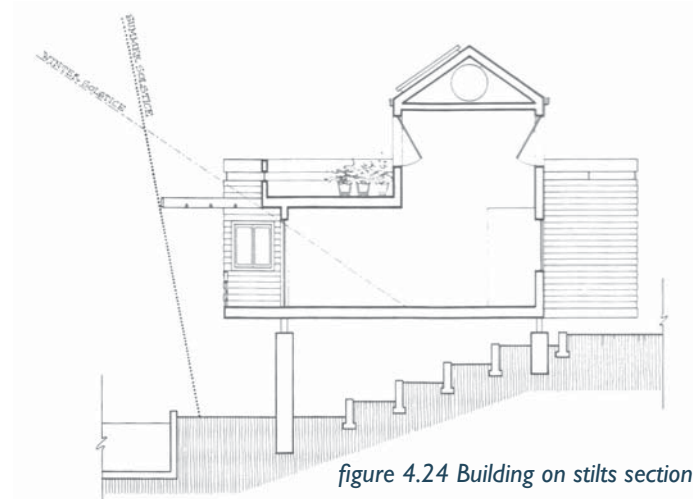 SUMMER SOLSTICE
WINTER SOLSTICE
figure 4.24 Building on stilts section